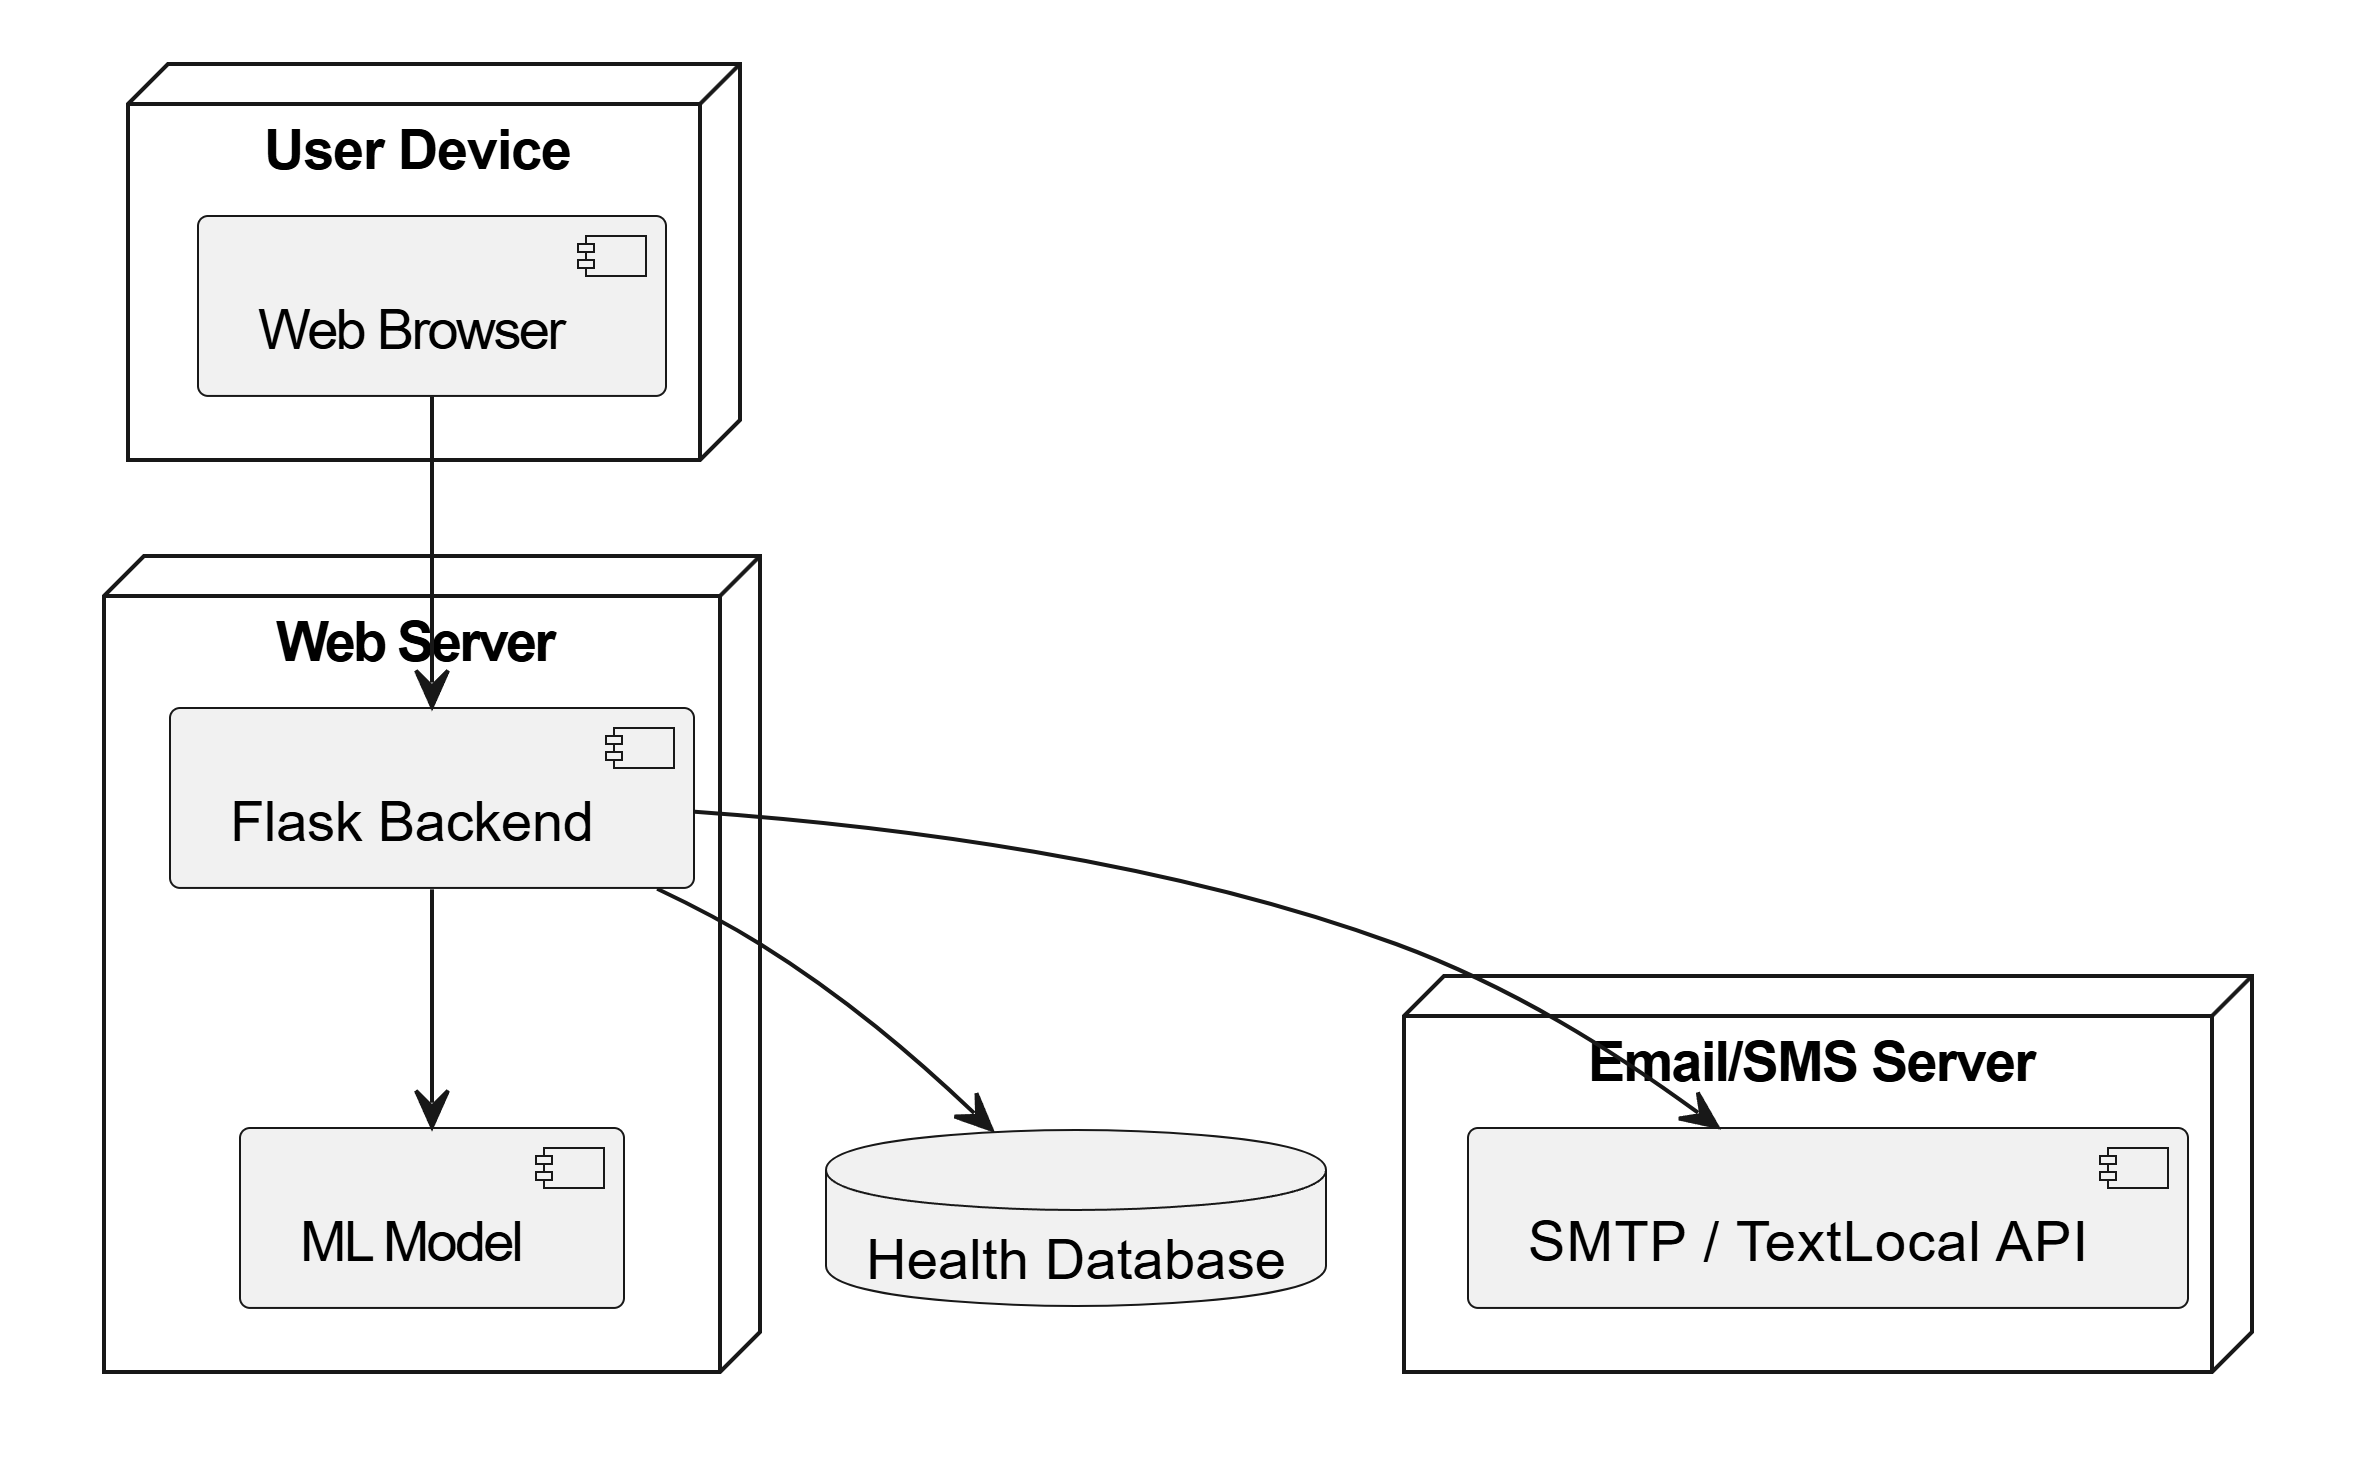 User Device
Web Browser
Web Server
Flask Backend
ML Model
Health Database
Email/SMS Server
SMTP / TextLocal API